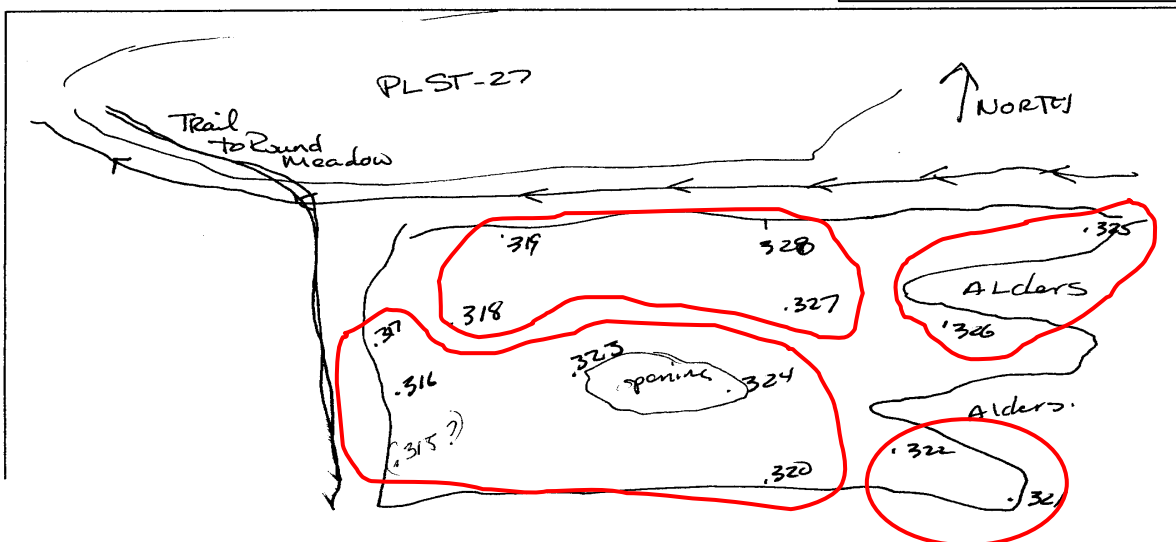 PLST-27
NORTH
Trail
to Round
Meadow
.319
328
.325
.318
.327
Alders
.326
.317
.323
.316
opening
.324
Alders.
.315?
.322
.320
.321